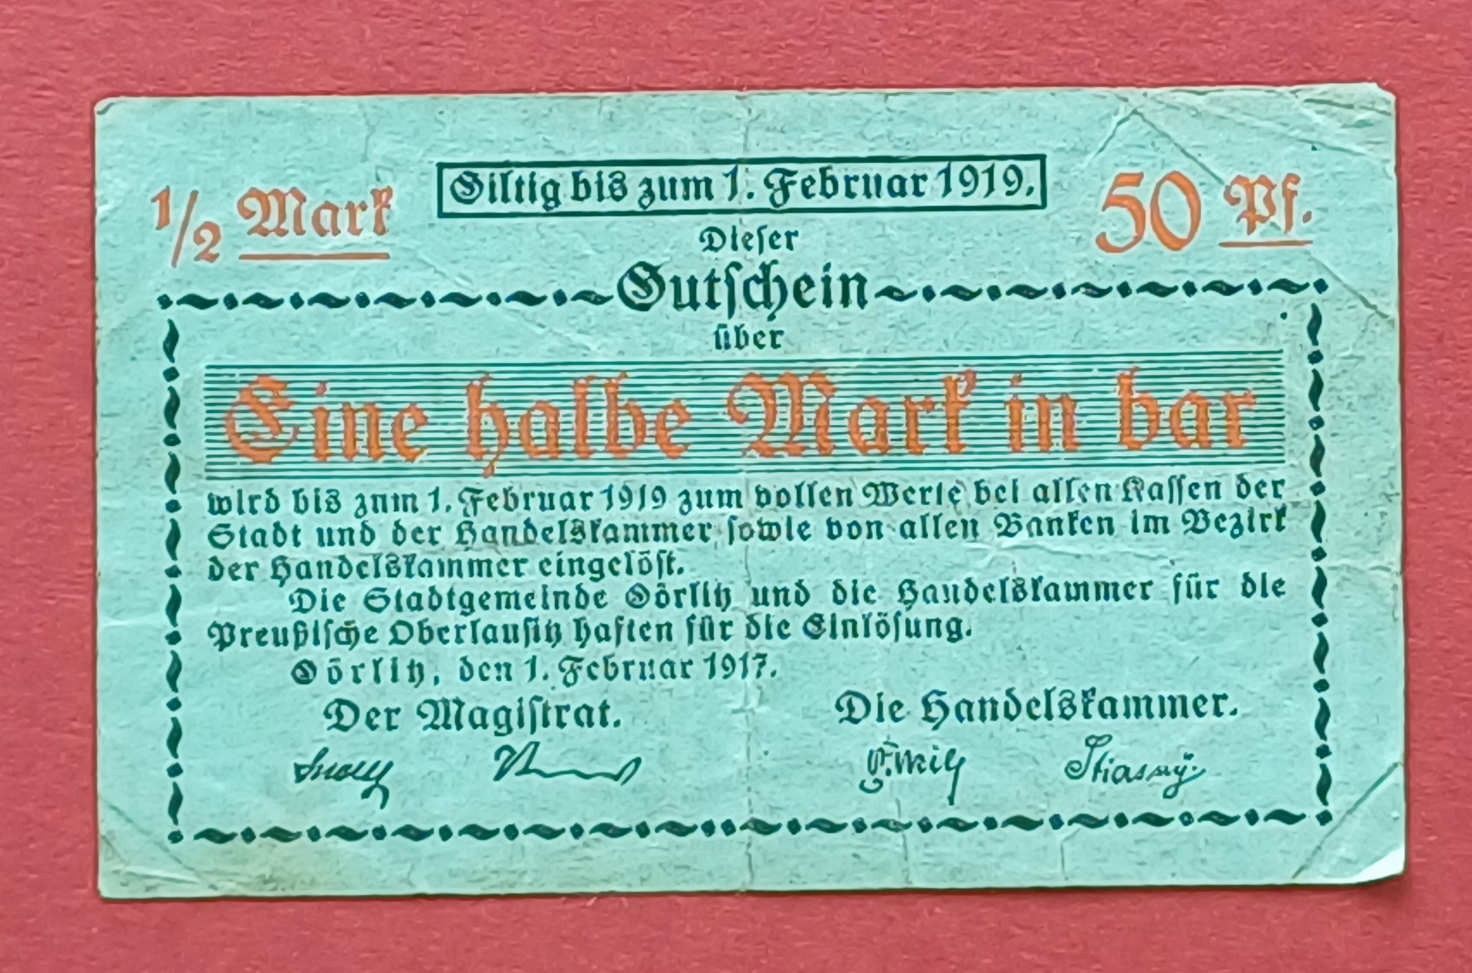 Giltig bis zum 1. Februar 1919.
1/2 Mark
50 Pf.
Dieser
Gutschein
über
Eine halbe Mark in bar
wird bis zum 1. Februar 1919 zum vollen Werte bei allen Kassen der
Stadt und der Handelskammer sowie von allen Banken im Bezirk
der Handelskammer eingelöst.
Die Stadtgemeinde Görlitz und die Handelskammer für die
Preußische Oberlausitz haften für die Einlösung.
Görlitz, den 1. Februar 1917.
Der Magistrat.
Die Handelskammer.
Stiassny.